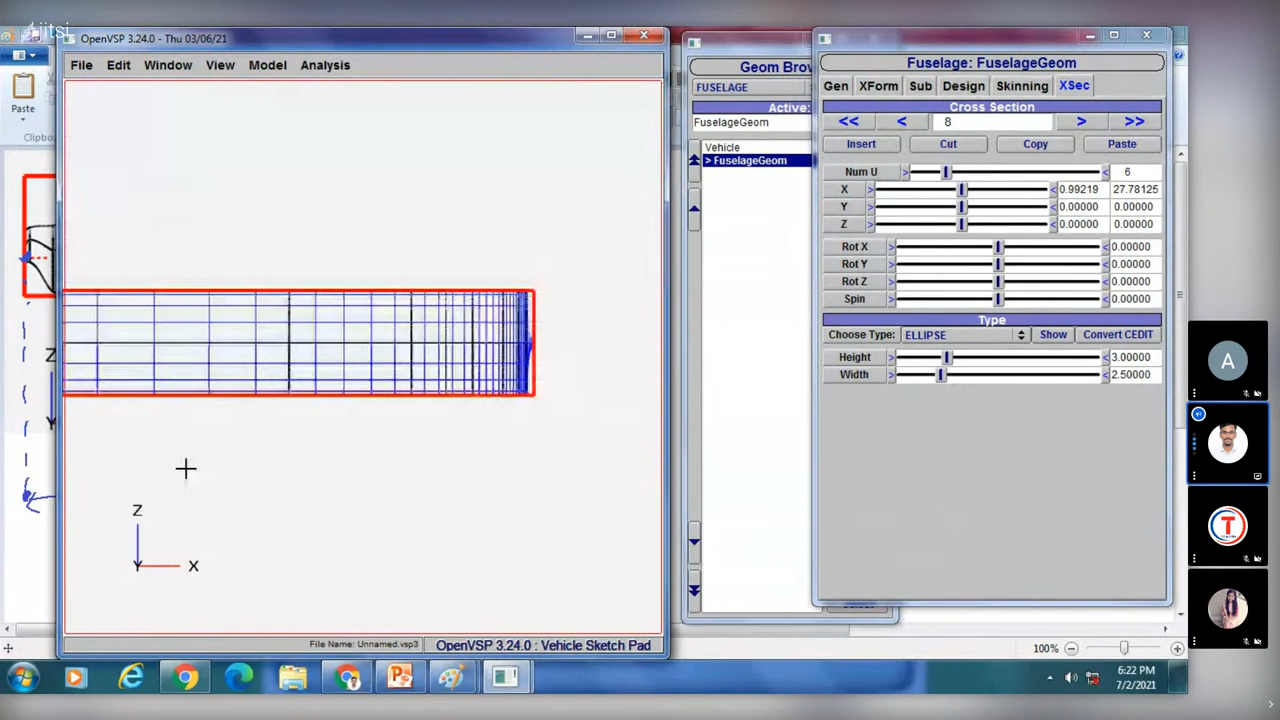 jitsi
OpenVSP 3.24.0 - Thu 03/06/21
File Edit Window View Model Analysis
Paste
Clipb
Z
Z
Y X
File Name: Unnamed.vsp3
OpenVSP 3.24.0 : Vehicle Sketch Pad
Geom Brow
FUSELAGE
Active:
FuselageGeom
Vehicle
> FuselageGeom
Fuselage: FuselageGeom
Gen XForm Sub Design Skinning XSec
Cross Section
<< < 8 > >>
Insert Cut Copy Paste
Num U > < 6
X > < 0.99219 27.78125
Y > < 0.00000 0.00000
Z > < 0.00000 0.00000
Rot X > < 0.00000
Rot Y > < 0.00000
Rot Z > < 0.00000
Spin > < 0.00000
Type
Choose Type: ELLIPSE Show Convert CEDIT
Height > < 3.00000
Width > < 2.50000
A
T
100%
6:22 PM
7/2/2021